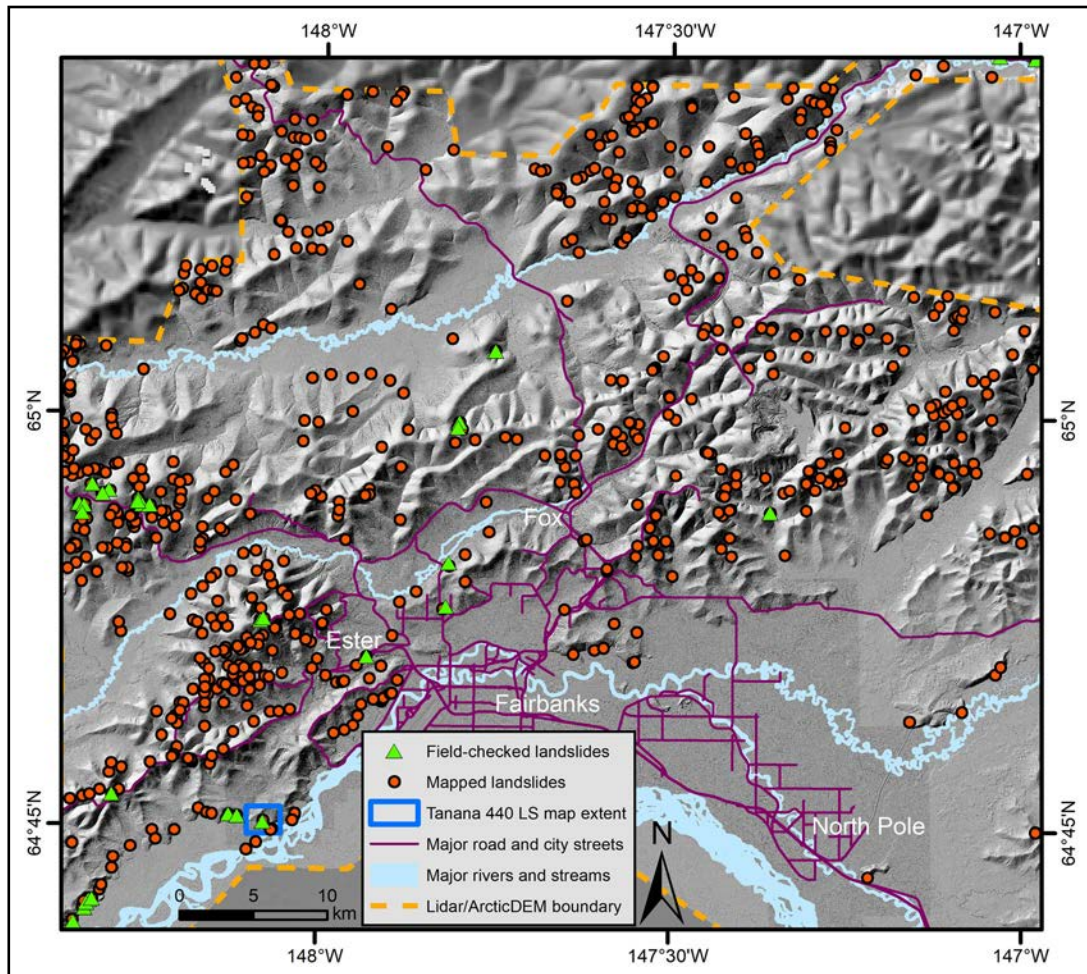 148°W
147°30'W
147°W
65°N
65°N
Fox
Ester
Fairbanks
Field-checked landslides
Mapped landslides
Tanana 440 LS map extent
Major road and city streets
Major rivers and streams
Lidar/ArcticDEM boundary
N
North Pole
64°45'N
64°45'N
0 5 10
km
148°W
147°30'W
147°W